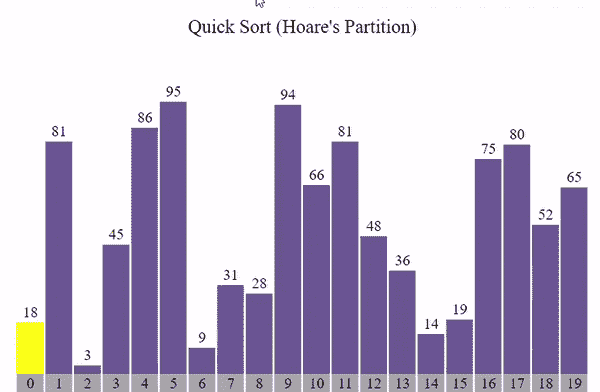 Quick Sort (Hoare's Partition)
18 81 3 45 86 95 9 31 28 94 66 81 48 36 14 19 75 80 52 65
0 1 2 3 4 5 6 7 8 9 10 11 12 13 14 15 16 17 18 19